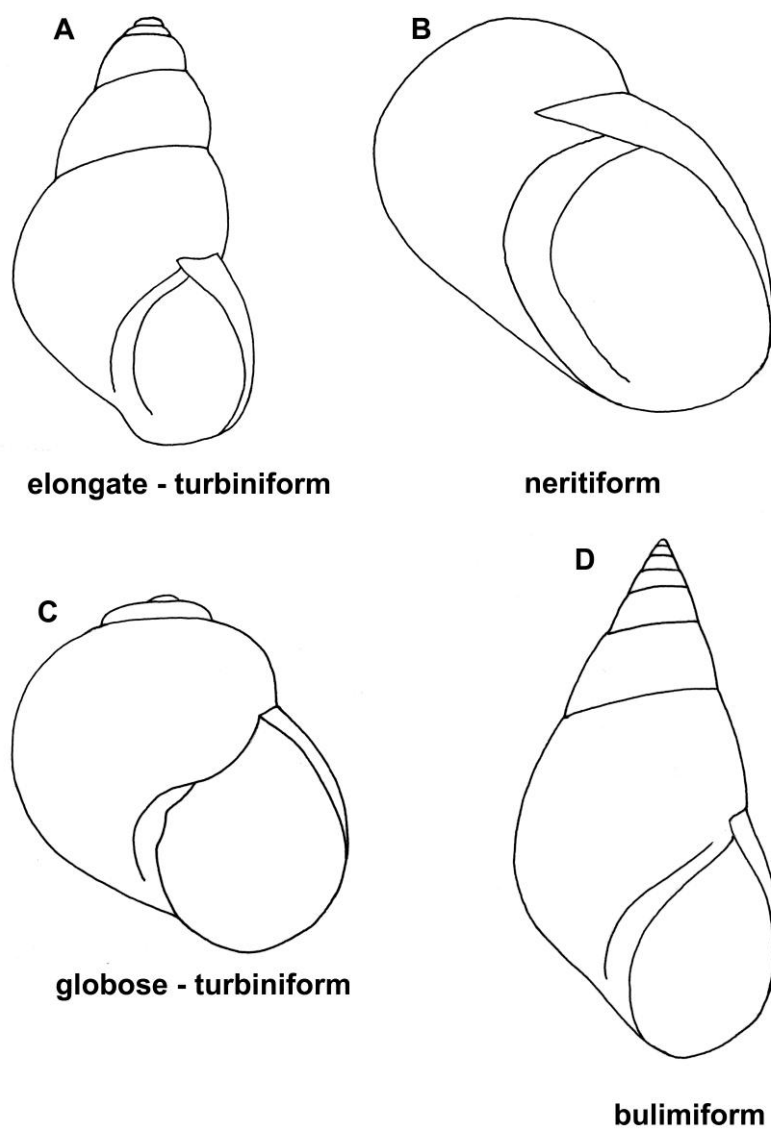 A
B
elongate - turbiniform
neritiform
C
D
globose - turbiniform
bulimiform